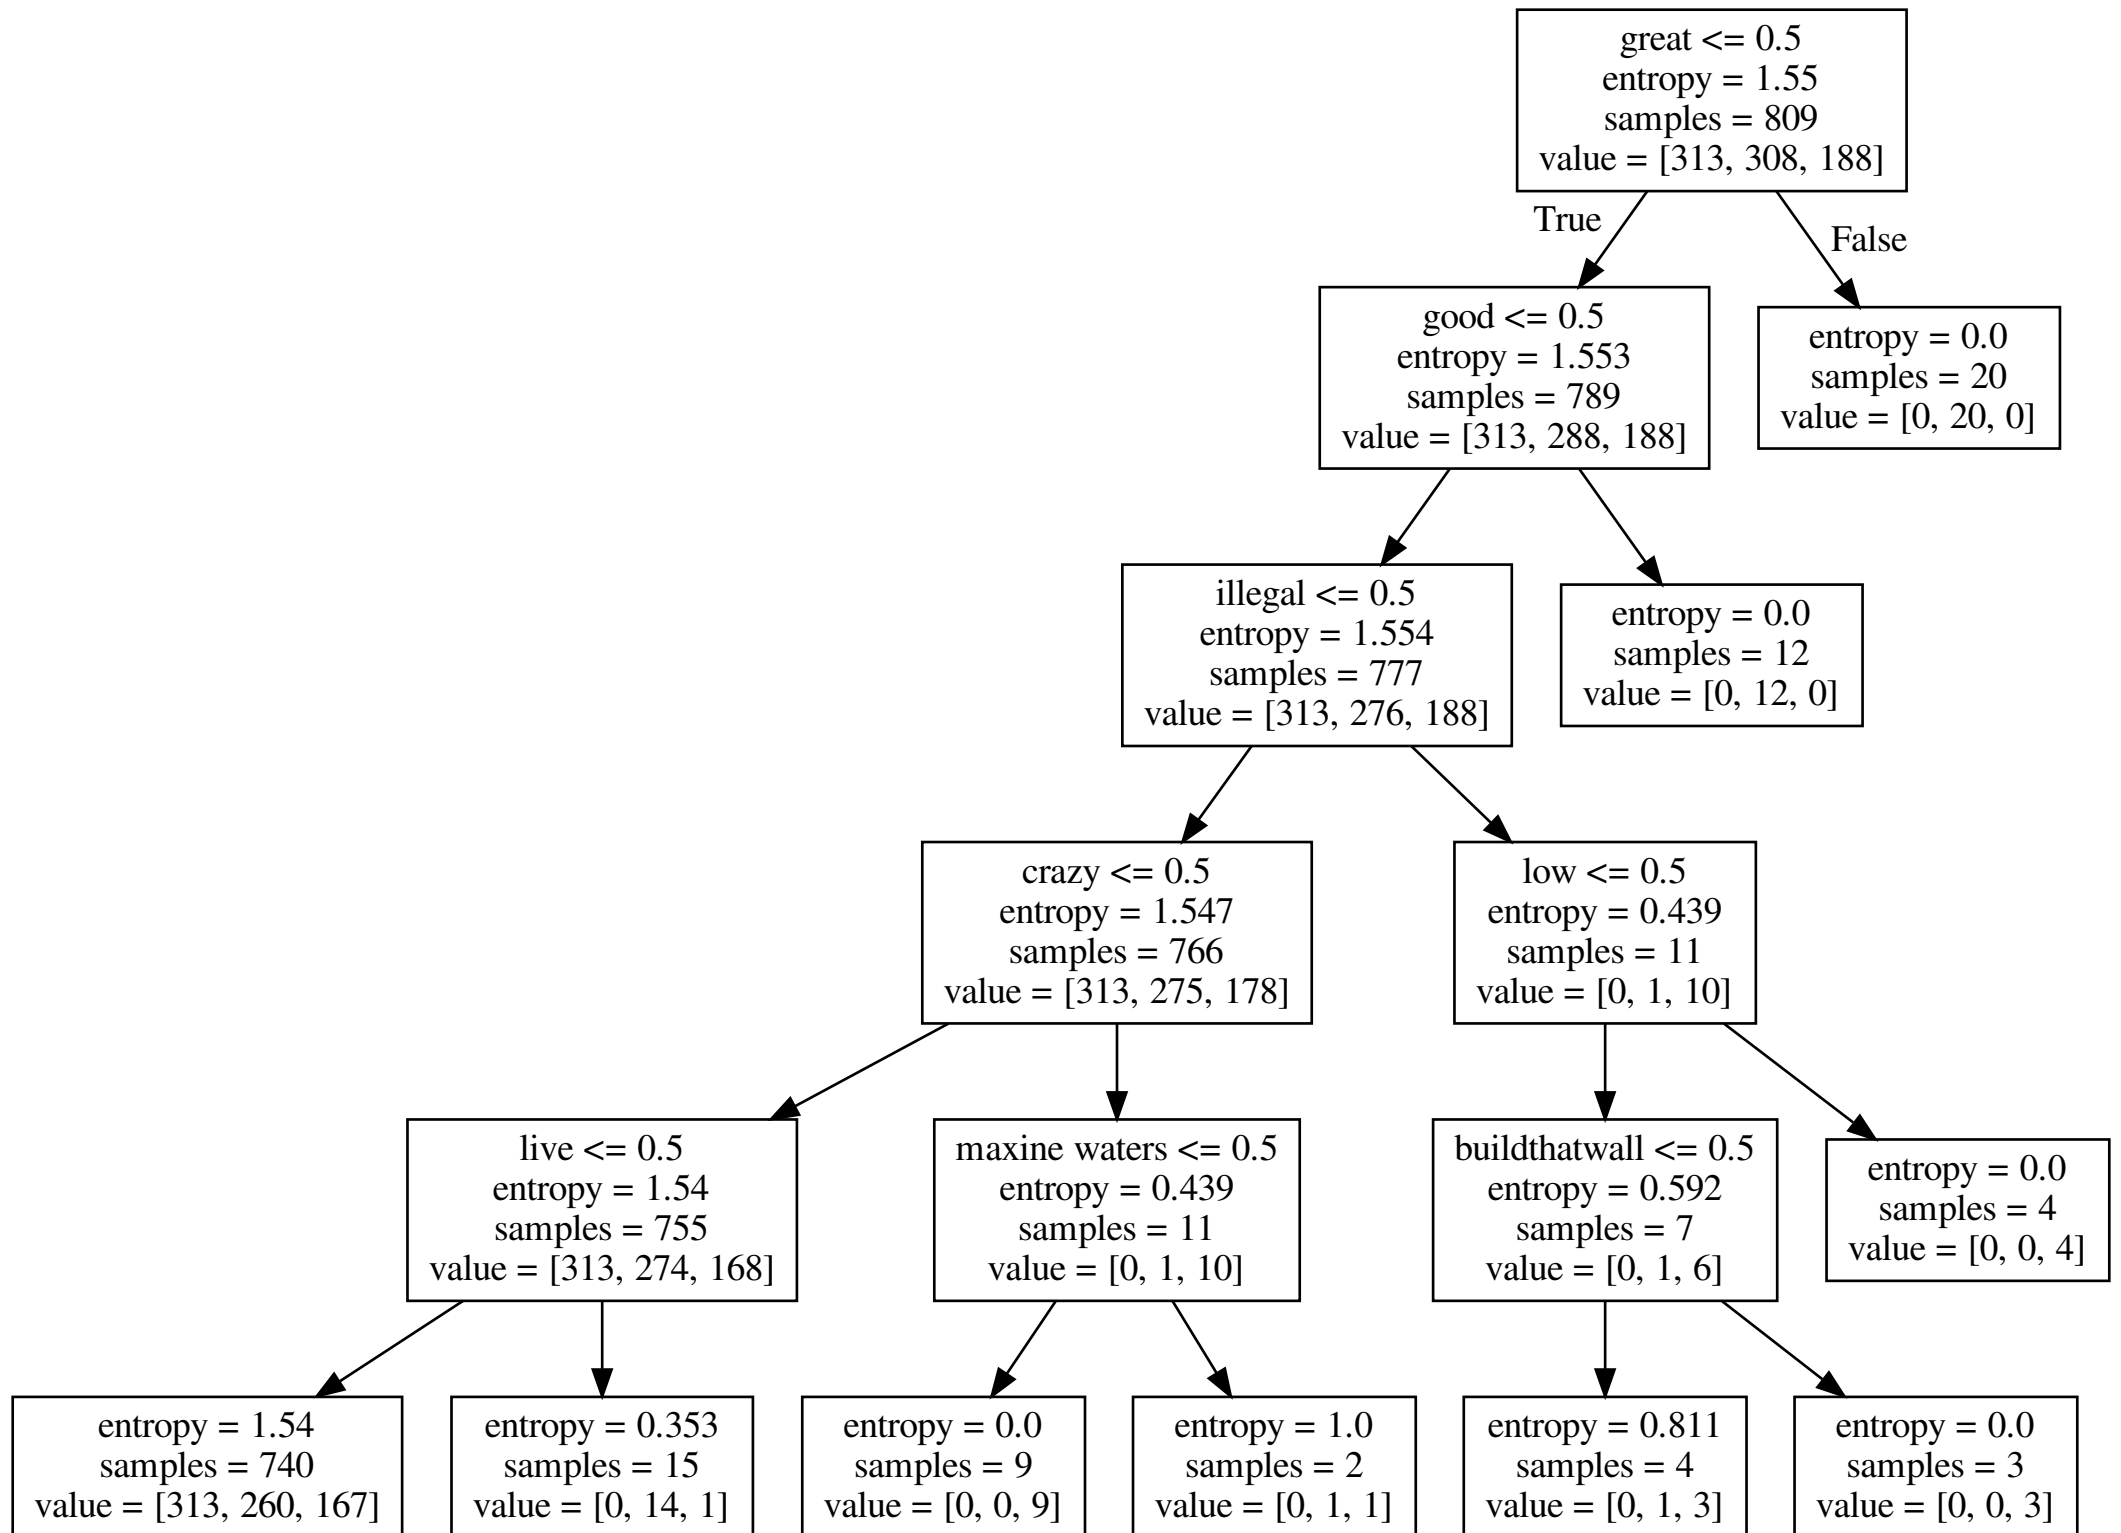 great <= 0.5
entropy = 1.55
samples = 809
value = [313, 308, 188]
True
False
good <= 0.5
entropy = 1.553
samples = 789
value = [313, 288, 188]
entropy = 0.0
samples = 20
value = [0, 20, 0]
illegal <= 0.5
entropy = 1.554
samples = 777
value = [313, 276, 188]
entropy = 0.0
samples = 12
value = [0, 12, 0]
crazy <= 0.5
entropy = 1.547
samples = 766
value = [313, 275, 178]
low <= 0.5
entropy = 0.439
samples = 11
value = [0, 1, 10]
live <= 0.5
entropy = 1.54
samples = 755
value = [313, 274, 168]
maxine waters <= 0.5
entropy = 0.439
samples = 11
value = [0, 1, 10]
buildthatwall <= 0.5
entropy = 0.592
samples = 7
value = [0, 1, 6]
entropy = 0.0
samples = 4
value = [0, 0, 4]
entropy = 1.54
samples = 740
value = [313, 260, 167]
entropy = 0.353
samples = 15
value = [0, 14, 1]
entropy = 0.0
samples = 9
value = [0, 0, 9]
entropy = 1.0
samples = 2
value = [0, 1, 1]
entropy = 0.811
samples = 4
value = [0, 1, 3]
entropy = 0.0
samples = 3
value = [0, 0, 3]